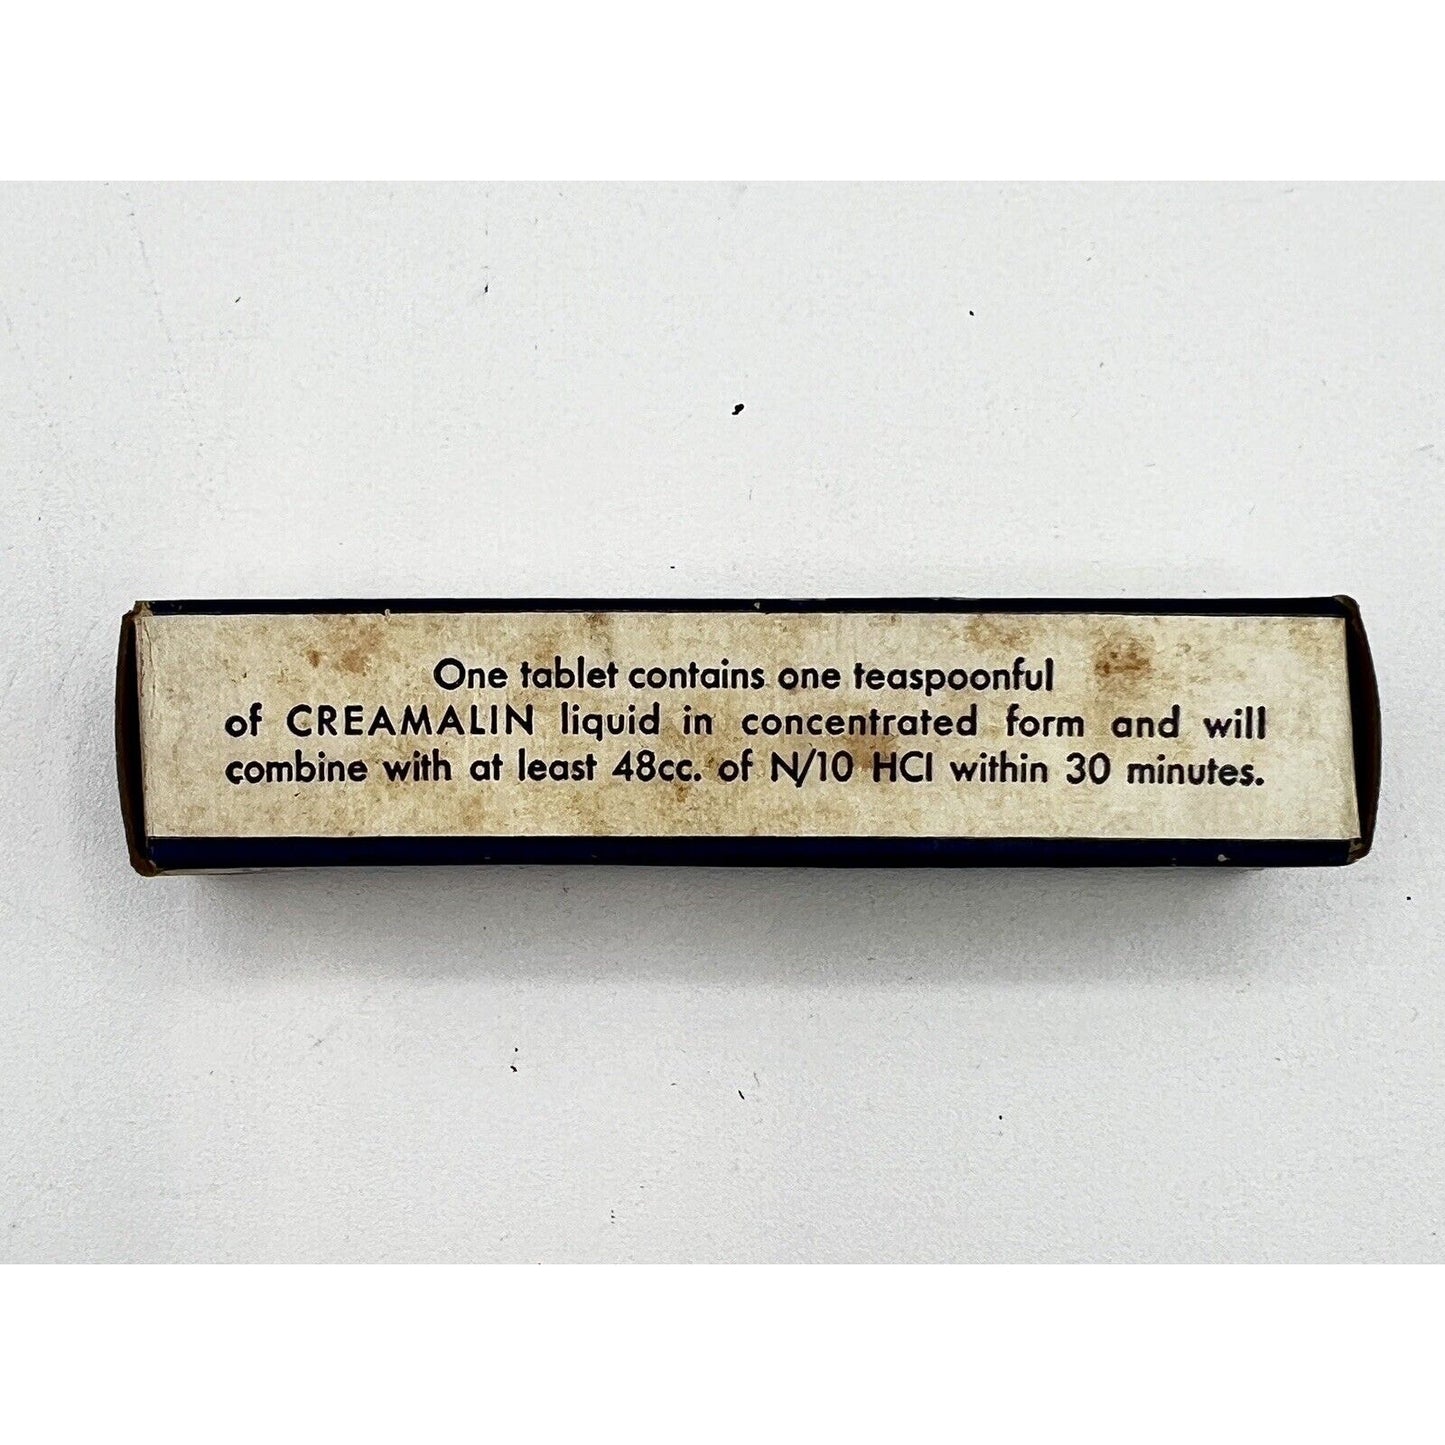 One tablet contains one teaspoonful
of CREAMALIN liquid in concentrated form and will
combine with at least 48cc. of N/10 HCl within 30 minutes.